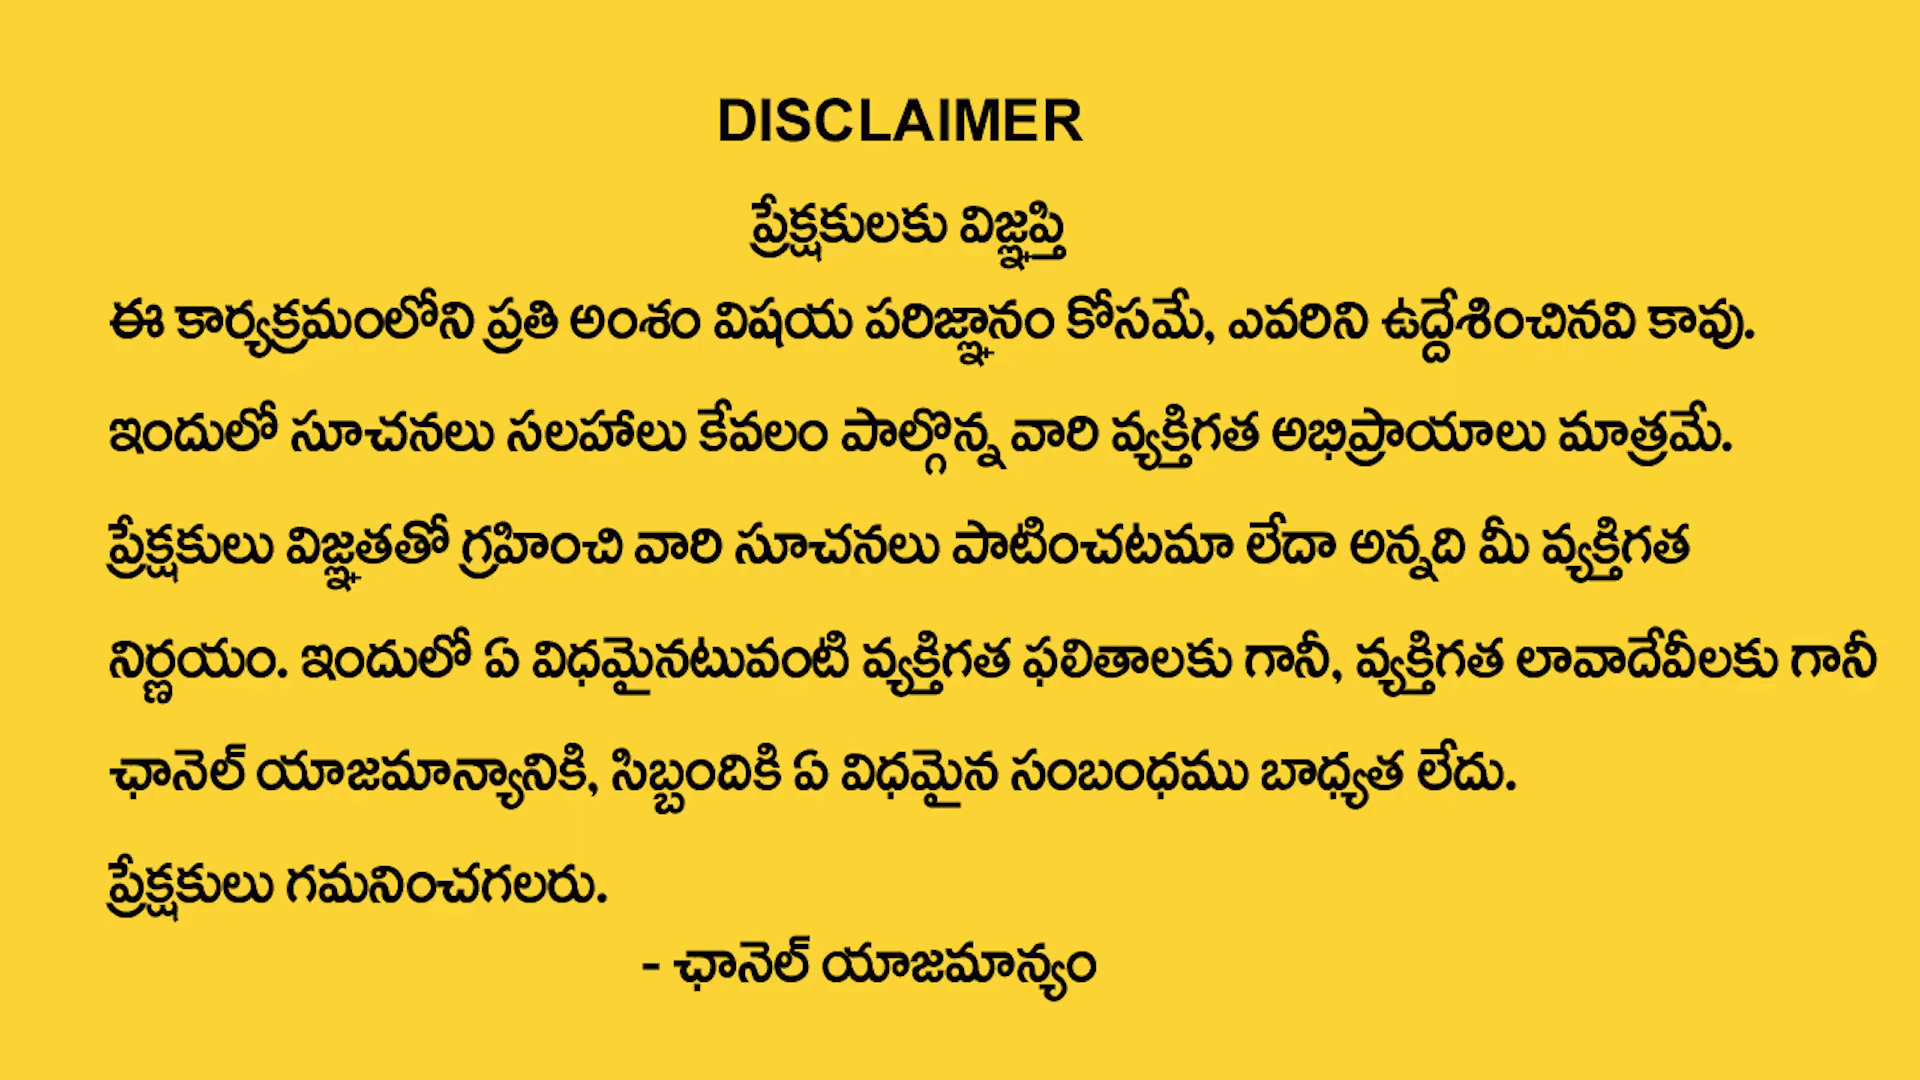 DISCLAIMER
ప్రేక్షకులకు విజ్ఞప్తి
ఈ కార్యక్రమంలోని ప్రతి అంశం విషయ పరిజ్ఞానం కోసమే, ఎవరిని ఉద్దేశించినవి కావు.
ఇందులో సూచనలు సలహాలు కేవలం పాల్గొన్న వారి వ్యక్తిగత అభిప్రాయాలు మాత్రమే.
ప్రేక్షకులు విజ్ఞతతో గ్రహించి వారి సూచనలు పాటించటమా లేదా అన్నది మీ వ్యక్తిగత
నిర్ణయం. ఇందులో ఏ విధమైనటువంటి వ్యక్తిగత ఫలితాలకు గానీ, వ్యక్తిగత లావాదేవీలకు గానీ
ఛానెల్ యాజమాన్యానికి, సిబ్బందికి ఏ విధమైన సంబంధము బాధ్యత లేదు.
ప్రేక్షకులు గమనించగలరు.
- ఛానెల్ యాజమాన్యం